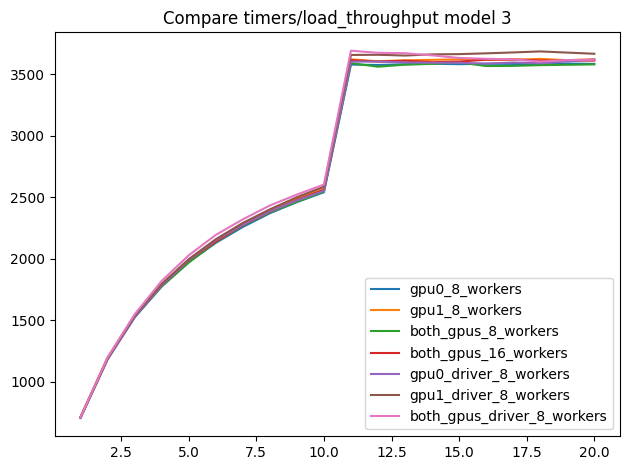 Compare timers/load_throughput model 3
3500
3000
2500
2000
1500
1000
gpu0_8_workers
gpu1_8_workers
both_gpus_8_workers
both_gpus_16_workers
gpu0_driver_8_workers
gpu1_driver_8_workers
both_gpus_driver_8_workers
2.5 5.0 7.5 10.0 12.5 15.0 17.5 20.0